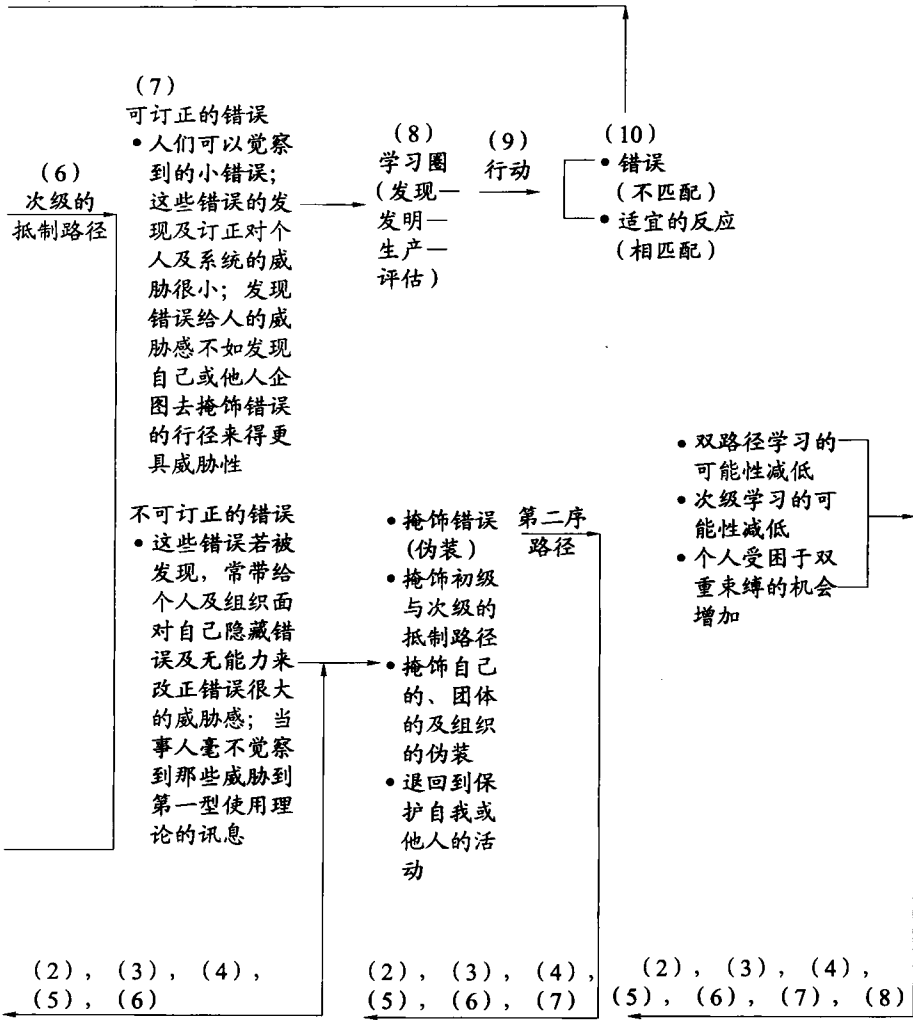 (6)
次级的
抵制路径
(7)
可订正的错误
• 人们可以觉察
到的小错误；
这些错误的发
现及订正对个
人及系统的威
胁很小；发现
错误给人的威
胁感不如发现
自己或他人企
图去掩饰错误
的行径来得更
具威胁性
(8)
学习圈
(发现—
发明—
生产—
评估)
(9)
行动
(10)
• 错误
(不匹配)
• 适宜的反应
(相匹配)
不可订正的错误
• 这些错误若被
发现，常带给
个人及组织面
对自己隐藏错
误及无能力来
改正错误很大
的威胁感；当
事人毫不觉察
到那些威胁到
第一型使用理
论的讯息
• 掩饰错误
(伪装)
• 掩饰初级
与次级的
抵制路径
• 掩饰自己
的、团体
的及组织
的伪装
• 退回到保
护自我或
他人的活
动
第二序
路径
• 双路径学习的
可能性减低
• 次级学习的可
能性减低
• 个人受困于双
重束缚的机会
增加
(2)，(3)，(4)，
(5)，(6)
(2)，(3)，(4)，
(5)，(6)，(7)
(2)，(3)，(4)，
(5)，(6)，(7)，(8)